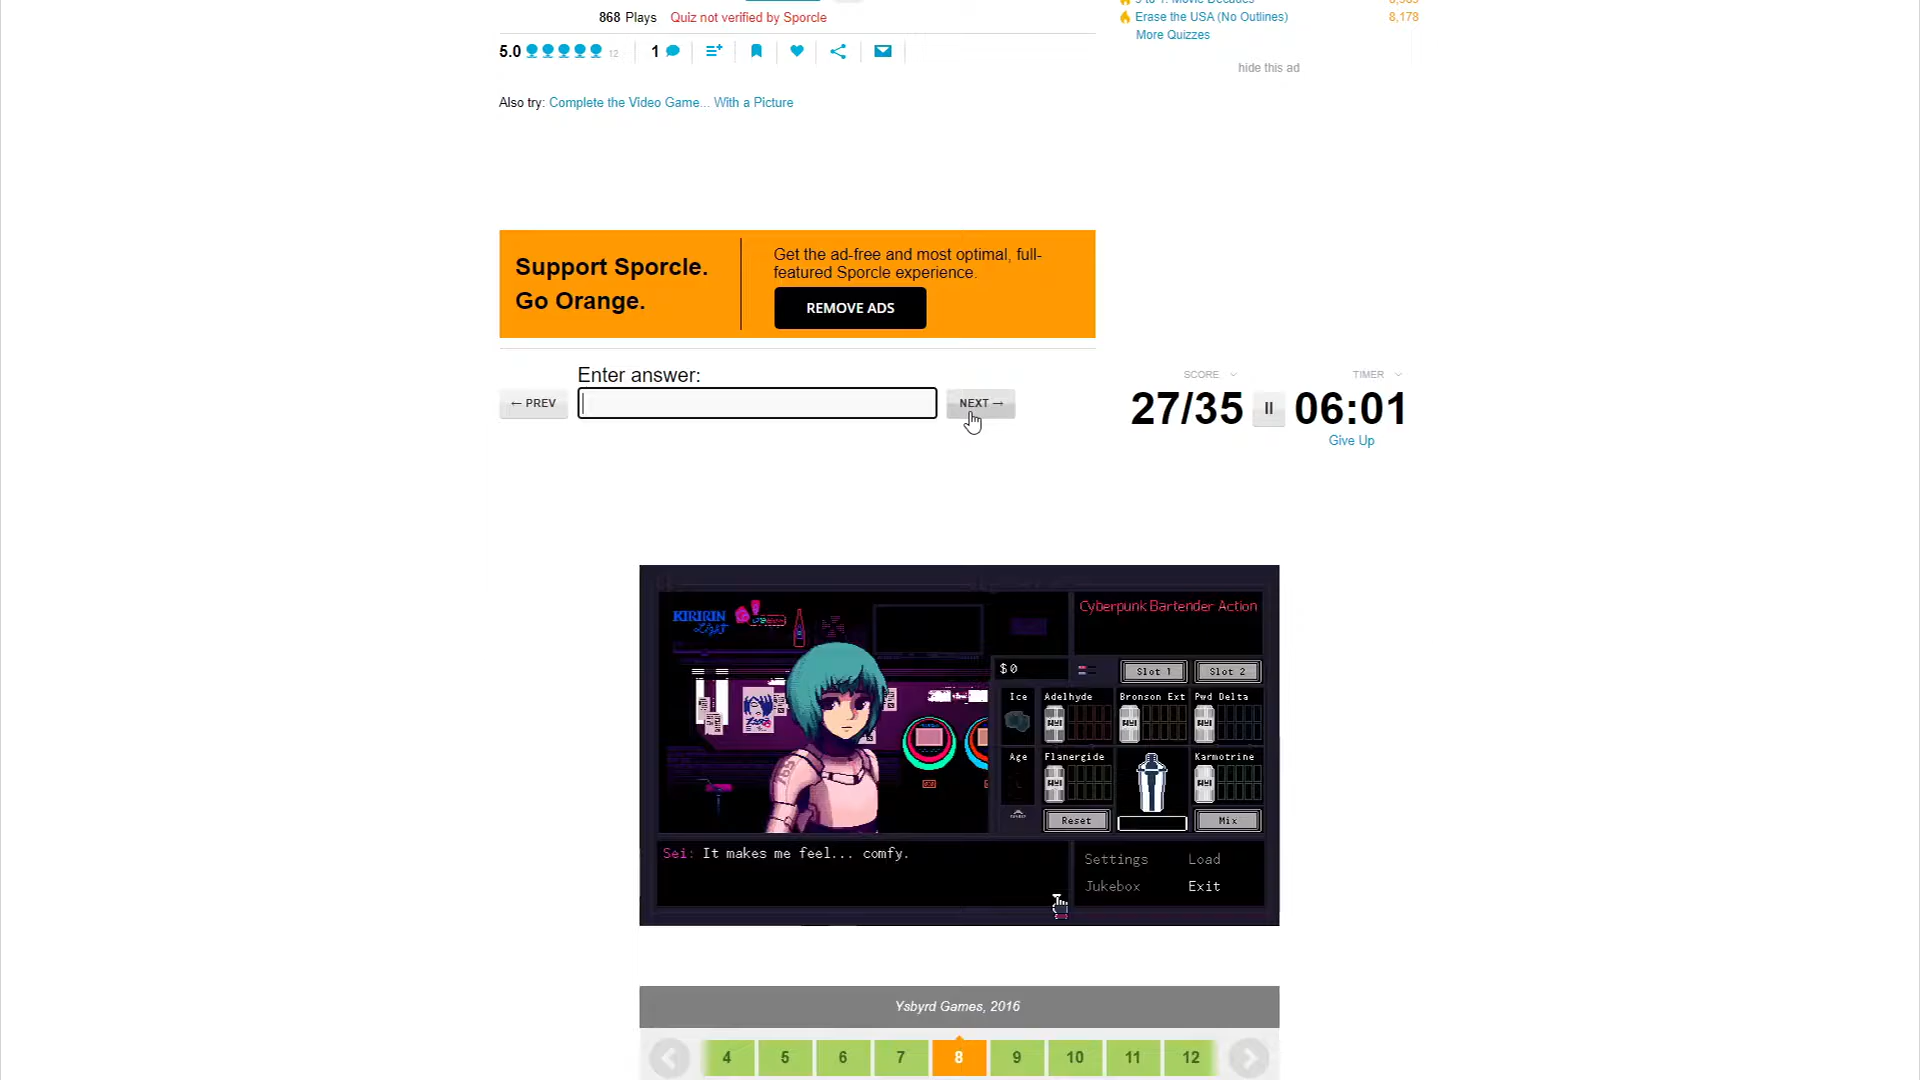 9,565
Erase the USA (No Outlines) 8,178
868 Plays Quiz not verified by Sporcle
More Quizzes
5.0 12 1
hide this ad
Also try: Complete the Video Game... With a Picture
Support Sporcle.
Go Orange.
Get the ad-free and most optimal, full-
featured Sporcle experience.
REMOVE ADS
Enter answer:
← PREV
NEXT →
SCORE
TIMER
27/35
06:01
Give Up
KIRIRIN
Light
Cyberpunk Bartender Action
$0
Slot 1 Slot 2
Ice Adelhyde Bronson Ext Pwd Delta
Age Flanergide Karmotrine
Reset Mix
Sei: It makes me feel... comfy.
Settings Load
Jukebox Exit
Ysbyrd Games, 2016
4 5 6 7 8 9 10 11 12